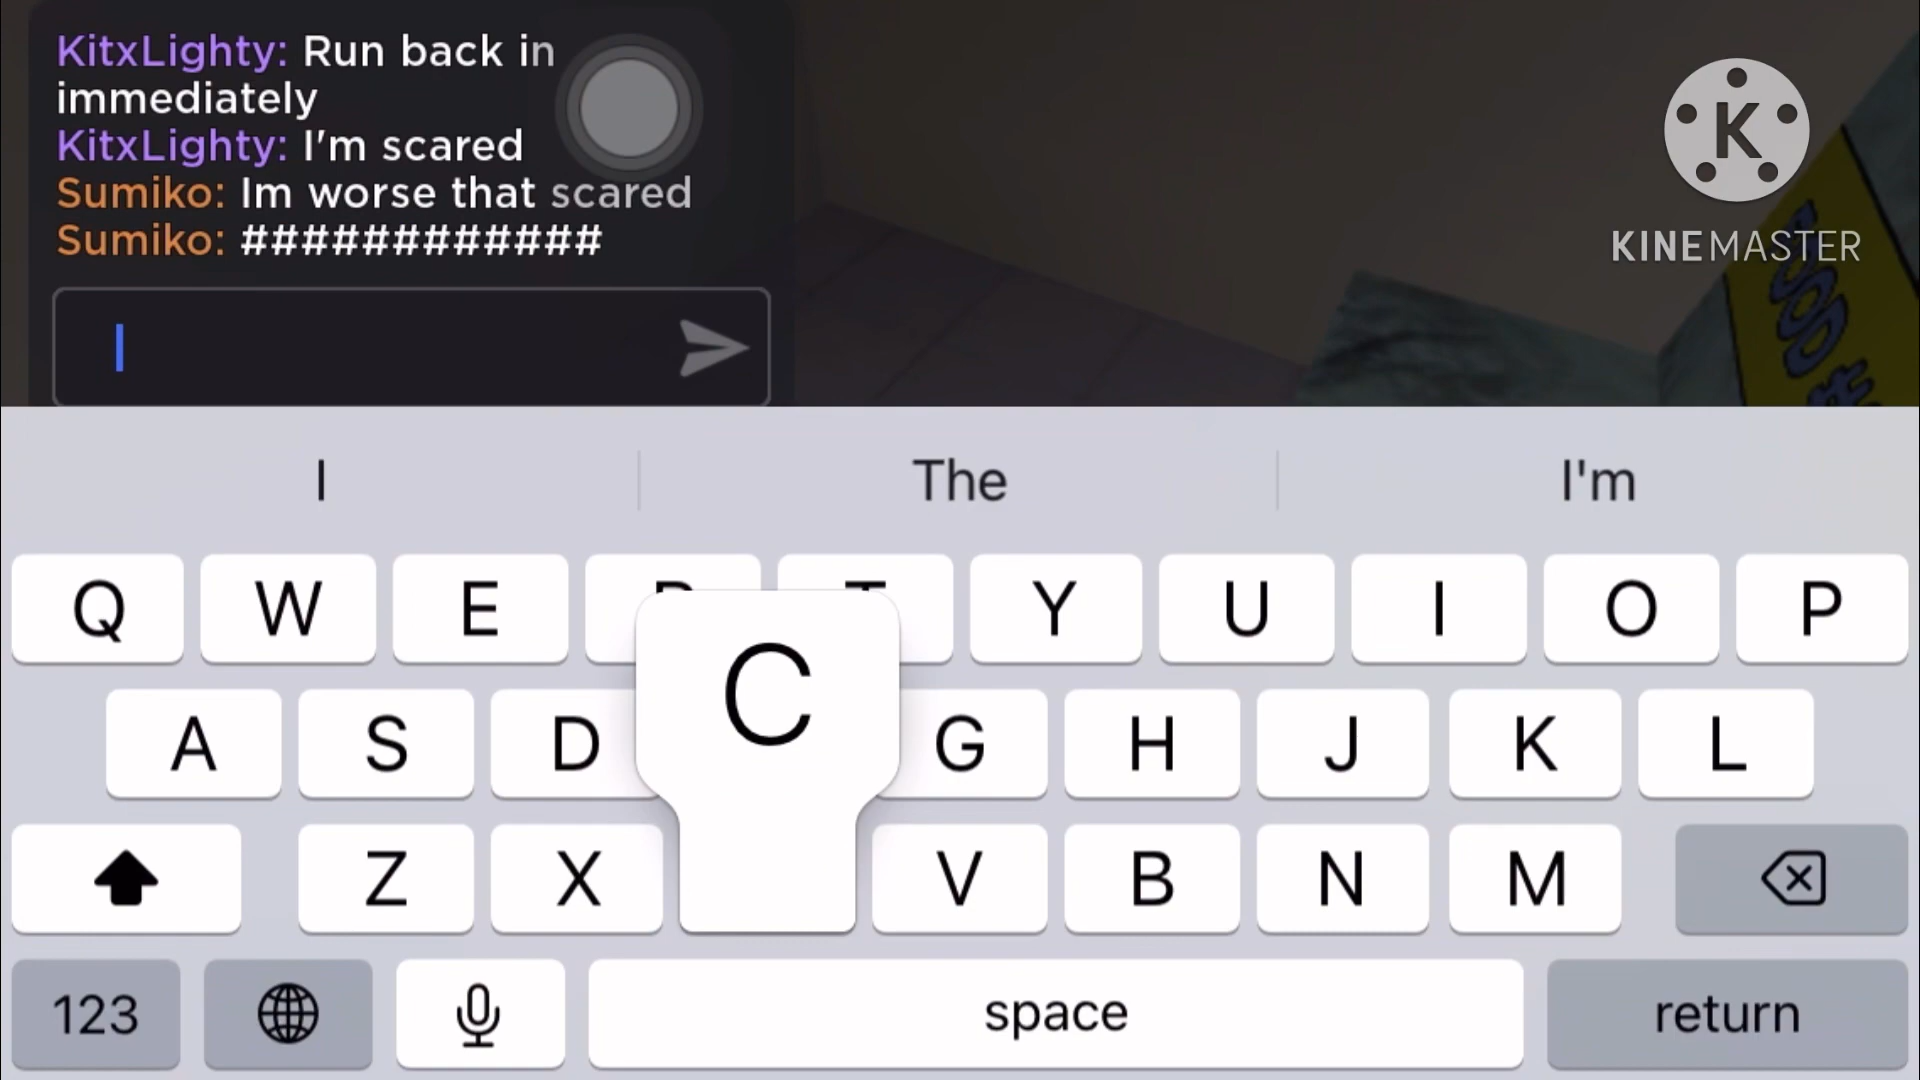 KitxLighty: Run back in
immediately
KitxLighty: I'm scared
Sumiko: Im worse that scared
Sumiko: ############
K
KINEMASTER
I The I'm
Q W E Y U I O P
C
A S D G H J K L
Z X V B N M
123 space return